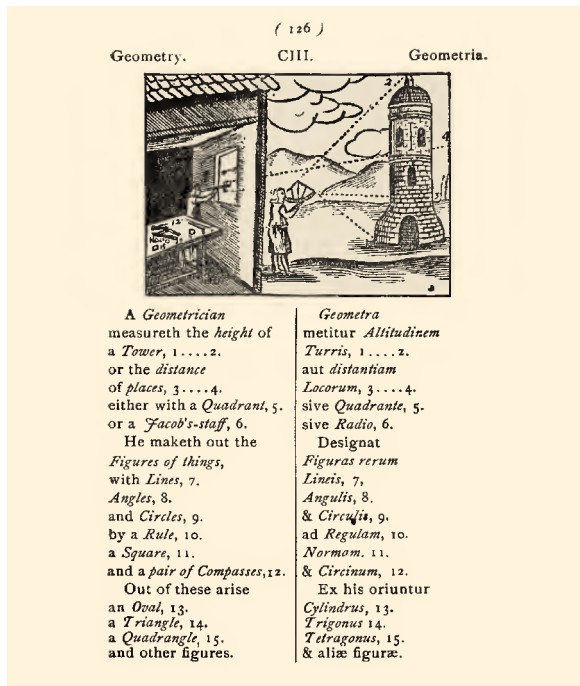 ( 126 )
Geometry. CIII. Geometria.
2
4
12
A Geometrician
measureth the height of
a Tower, 1....2.
or the distance
of places, 3....4.
either with a Quadrant, 5.
or a Jacob's-staff, 6.
He maketh out the
Figures of things,
with Lines, 7.
Angles, 8.
and Circles, 9.
by a Rule, 10.
a Square, 11.
and a pair of Compasses,12.
Out of these arise
an Oval, 13.
a Triangle, 14.
a Quadrangle, 15.
and other figures.
Geometra
metitur Altitudinem
Turris, 1....2.
aut distantiam
Locorum, 3....4.
sive Quadrante, 5.
sive Radio, 6.
Designat
Figuras rerum
Lineis, 7,
Angulis, 8.
& Circulis, 9.
ad Regulam, 10.
Normam. 11.
& Circinum, 12.
Ex his oriuntur
Cylindrus, 13.
Trigonus 14.
Tetragonus, 15.
& aliæ figuræ.